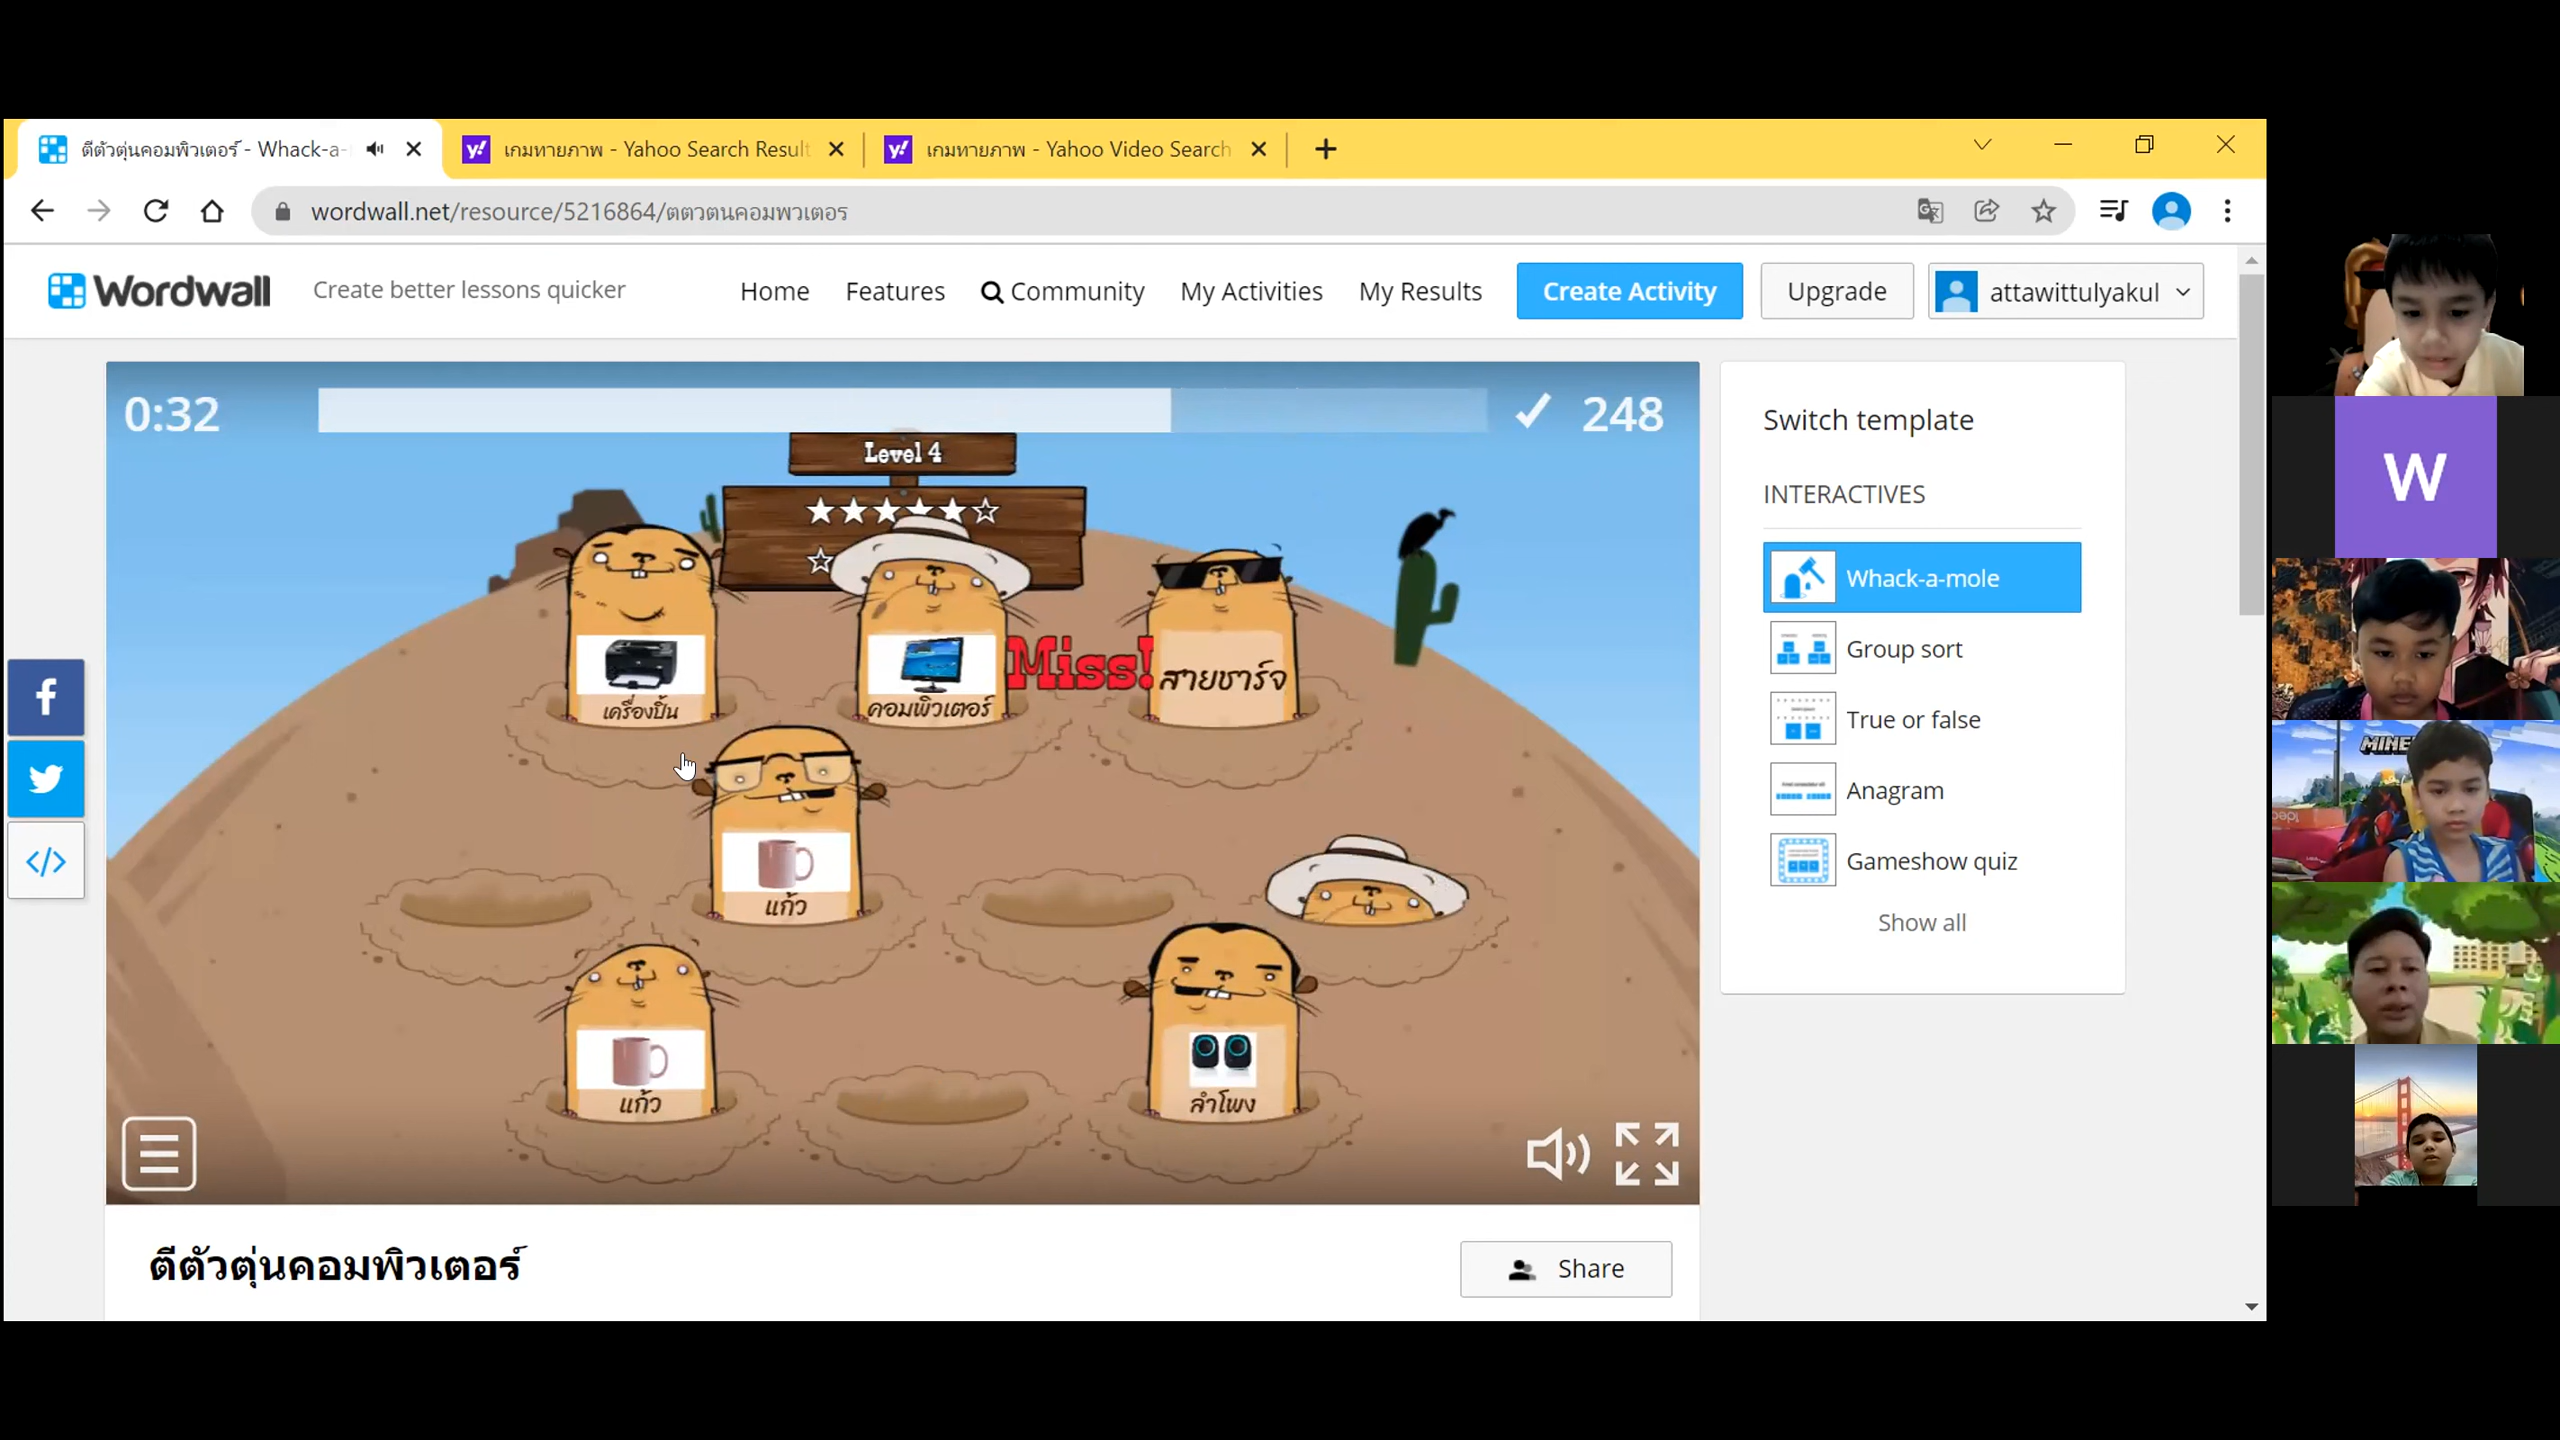 ตีตัวตุ่นคอมพิวเตอร์ - Whack-a-
เกมทายภาพ - Yahoo Search Result
เกมทายภาพ - Yahoo Video Search
wordwall.net/resource/5216864/ตตวตนคอมพวเตอร
Wordwall
Create better lessons quicker
Home
Features
Community
My Activities
My Results
Create Activity
Upgrade
attawittulyakul
0:32
248
Level 4
Miss!
เครื่องปิ้น
คอมพิวเตอร์
สายชาร์จ
แก้ว
แก้ว
ลำโพง
Switch template
INTERACTIVES
Whack-a-mole
Group sort
True or false
Anagram
Gameshow quiz
Show all
ตีตัวตุ่นคอมพิวเตอร์
Share
W